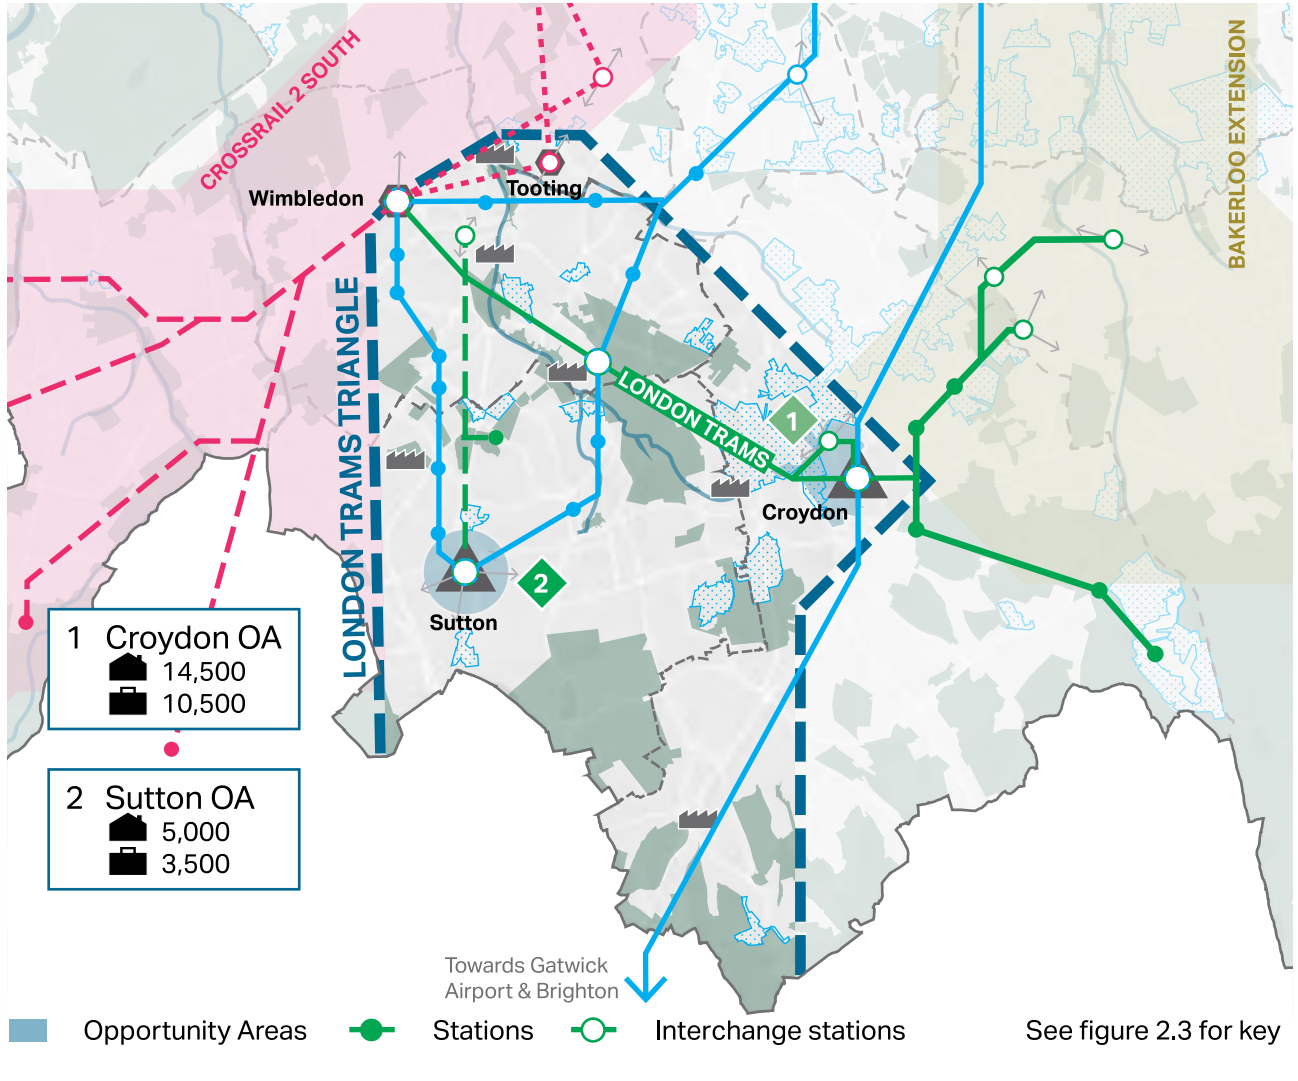 CROSSRAIL 2 SOUTH
BAKERLOO EXTENSION
Wimbledon
Tooting
LONDON TRAMS TRIANGLE
LONDON TRAMS
1
Croydon
2
Sutton
1 Croydon OA
14,500
10,500
2 Sutton OA
5,000
3,500
Towards Gatwick
Airport & Brighton
Opportunity Areas Stations Interchange stations See figure 2.3 for key